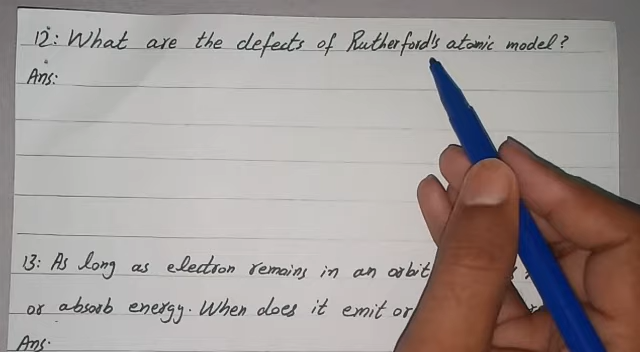 12: What are the defects of Rutherford's atomic model?
Ans:
13: As long as electron remains in an orbit
or absorb energy. When does it emit or
Ans: